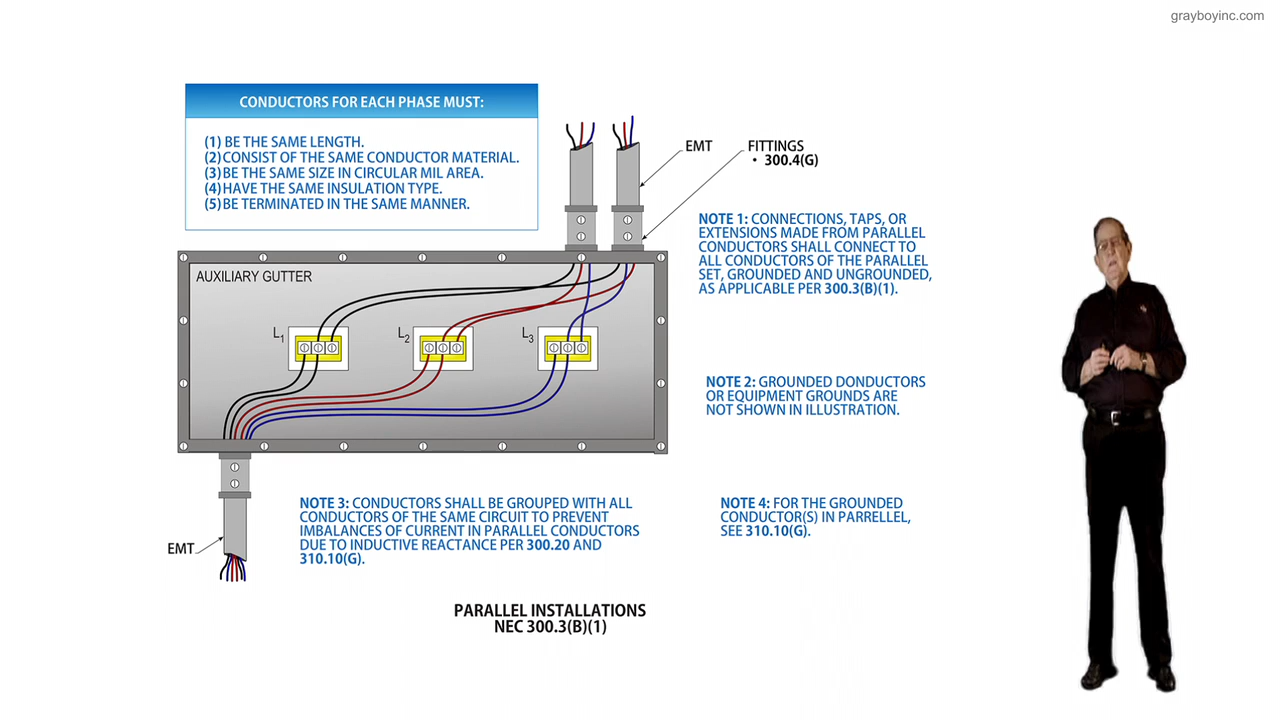 grayboyinc.com
CONDUCTORS FOR EACH PHASE MUST:
(1) BE THE SAME LENGTH.
(2) CONSIST OF THE SAME CONDUCTOR MATERIAL.
(3) BE THE SAME SIZE IN CIRCULAR MIL AREA.
(4) HAVE THE SAME INSULATION TYPE.
(5) BE TERMINATED IN THE SAME MANNER.
EMT
FITTINGS
• 300.4(G)
NOTE 1: CONNECTIONS, TAPS, OR
EXTENSIONS MADE FROM PARALLEL
CONDUCTORS SHALL CONNECT TO
ALL CONDUCTORS OF THE PARALLEL
SET, GROUNDED AND UNGROUNDED,
AS APPLICABLE PER 300.3(B)(1).
AUXILIARY GUTTER
L1
L2
L3
NOTE 2: GROUNDED DONDUCTORS
OR EQUIPMENT GROUNDS ARE
NOT SHOWN IN ILLUSTRATION.
EMT
NOTE 3: CONDUCTORS SHALL BE GROUPED WITH ALL
CONDUCTORS OF THE SAME CIRCUIT TO PREVENT
IMBALANCES OF CURRENT IN PARALLEL CONDUCTORS
DUE TO INDUCTIVE REACTANCE PER 300.20 AND
310.10(G).
NOTE 4: FOR THE GROUNDED
CONDUCTOR(S) IN PARRELLEL,
SEE 310.10(G).
PARALLEL INSTALLATIONS
NEC 300.3(B)(1)